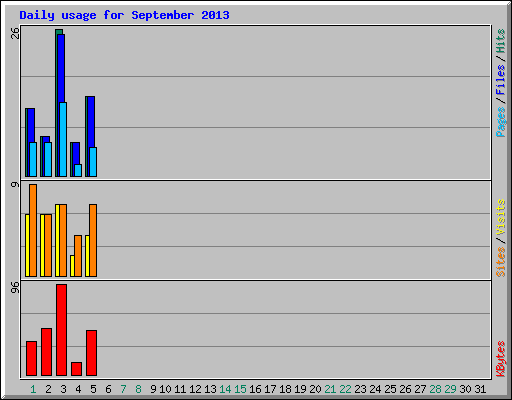 Daily usage for September 2013
26
9
96
Pages / Files / Hits
Sites / Visits
KBytes
1 2 3 4 5 6 7 8 9 10 11 12 13 14 15 16 17 18 19 20 21 22 23 24 25 26 27 28 29 30 31